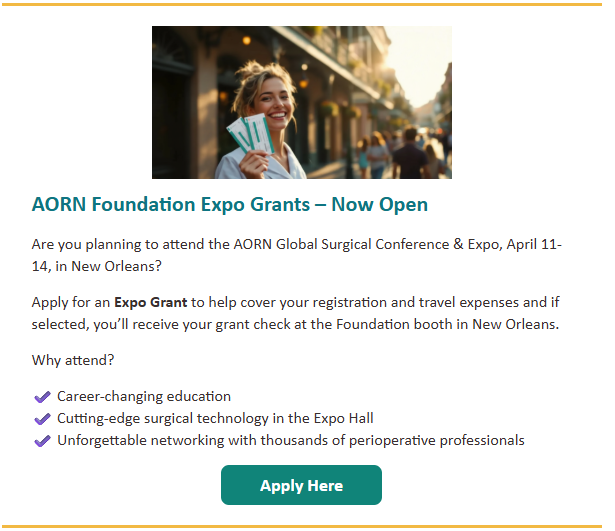 AORN Foundation Expo Grants – Now Open
Are you planning to attend the AORN Global Surgical Conference & Expo, April 11-
14, in New Orleans?
Apply for an Expo Grant to help cover your registration and travel expenses and if
selected, you’ll receive your grant check at the Foundation booth in New Orleans.
Why attend?
Career-changing education
Cutting-edge surgical technology in the Expo Hall
Unforgettable networking with thousands of perioperative professionals
Apply Here